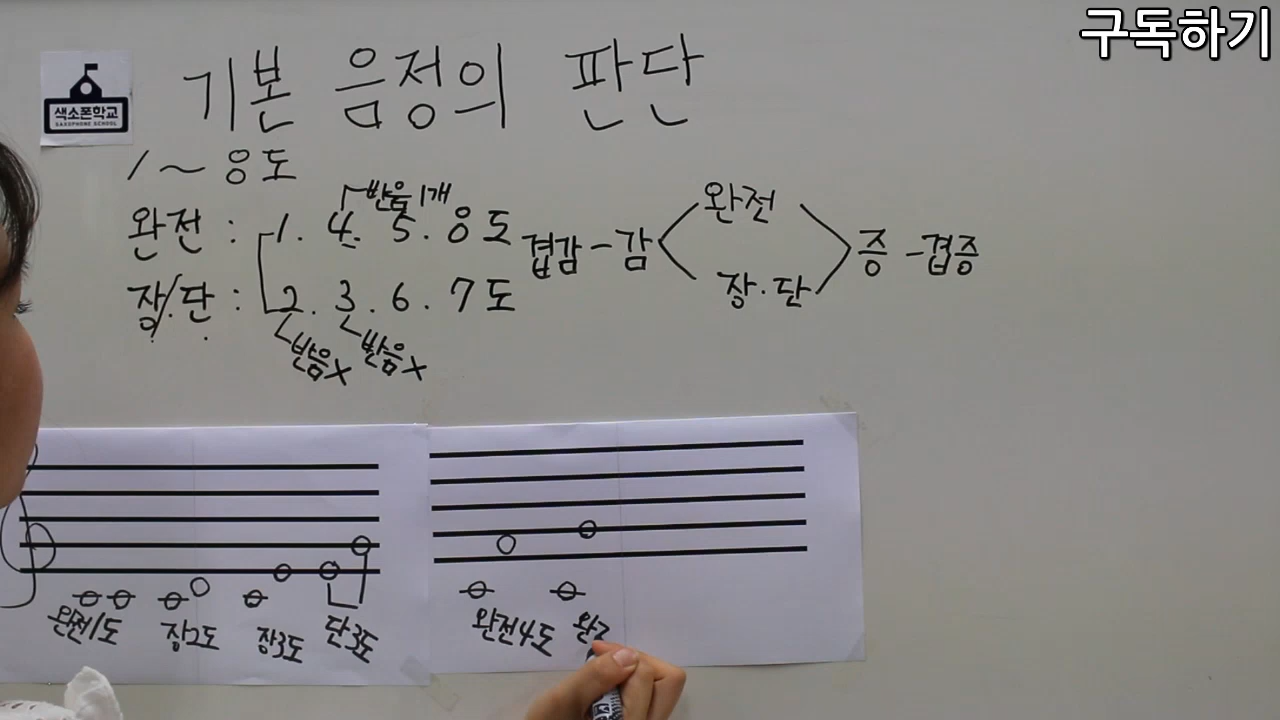 구독하기
색소폰학교
SAXOPHONE SCHOOL
기본 음정의 판단
1~8도
반음 1개
완전 : 1. 4. 5. 8도
장/단 : 2. 3. 6. 7도
반음x 반음x
완전
겹감-감 증-겹증
장.단
완전1도 장2도 장3도 단3도
완전4도 완